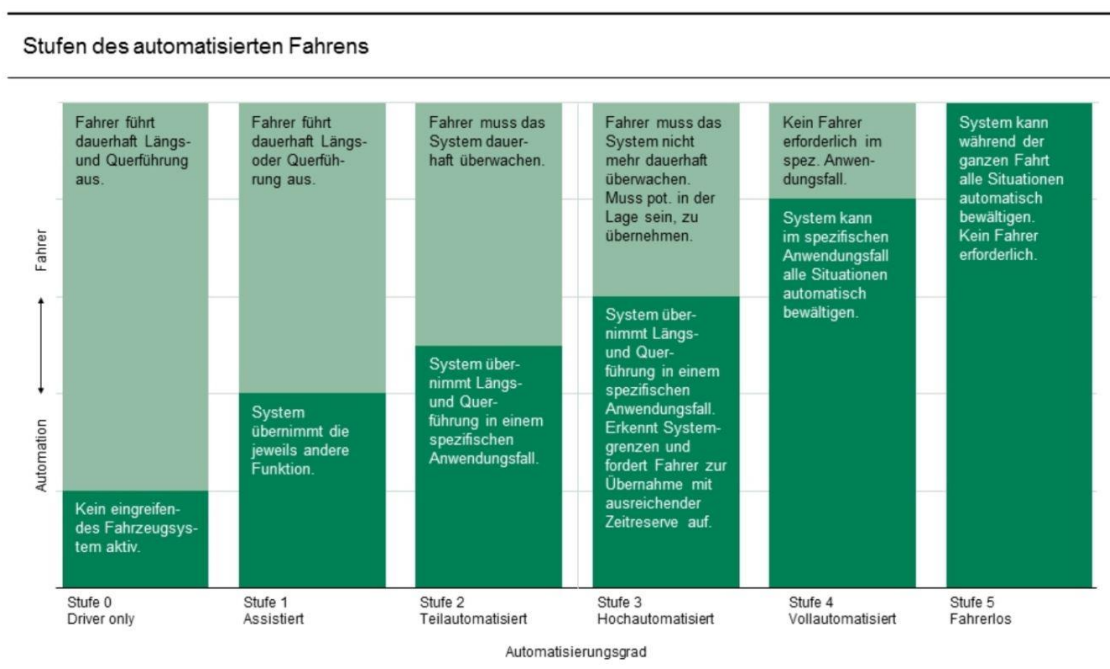 Stufen des automatisierten Fahrens
Fahrer führt
dauerhaft Längs-
und Querführung
aus.
Kein eingreifen-
des Fahrzeugsys-
tem aktiv.
Fahrer führt
dauerhaft Längs-
oder Querfüh-
rung aus.
System
übernimmt die
jeweils andere
Funktion.
Fahrer muss das
System dauer-
haft überwachen.
System über-
nimmt Längs-
und Quer-
führung in einem
spezifischen
Anwendungsfall.
Fahrer muss das
System nicht
mehr dauerhaft
überwachen.
Muss pot. in der
Lage sein, zu
übernehmen.
System über-
nimmt Längs-
und Quer-
führung in einem
spezifischen
Anwendungsfall.
Erkennt System-
grenzen und
fordert Fahrer zur
Übernahme mit
ausreichender
Zeitreserve auf.
Kein Fahrer
erforderlich im
spez. Anwen-
dungsfall.
System kann
im spezifischen
Anwendungsfall
alle Situationen
automatisch
bewältigen.
System kann
während der
ganzen Fahrt
alle Situationen
automatisch
bewältigen.
Kein Fahrer
erforderlich.
Fahrer
Automation
Stufe 0
Driver only
Stufe 1
Assistiert
Stufe 2
Teilautomatisiert
Stufe 3
Hochautomatisiert
Stufe 4
Vollautomatisiert
Stufe 5
Fahrerlos
Automatisierungsgrad